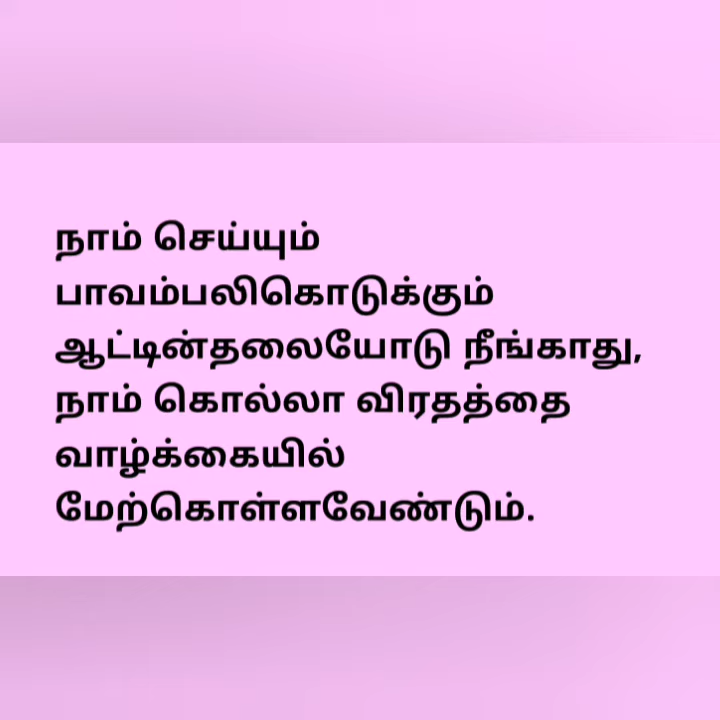 நாம் செய்யும்
பாவம்பலிகொடுக்கும்
ஆட்டின்தலையோடு நீங்காது,
நாம் கொல்லா விரதத்தை
வாழ்க்கையில்
மேற்கொள்ளவேண்டும்.